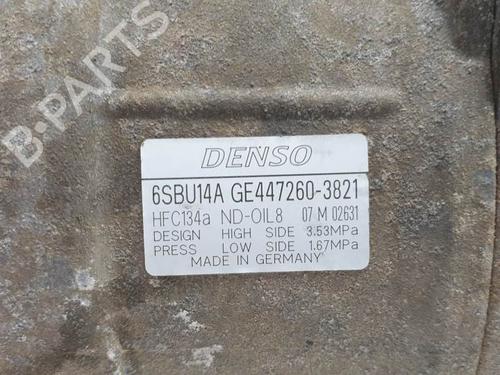 B-PARTS
DENSO
6SBU14A GE447260-3821
HFC134a ND-OIL8 07 M 02631
DESIGN HIGH SIDE 3.53MPa
PRESS LOW SIDE 1.67MPa
MADE IN GERMANY
B-PARTS